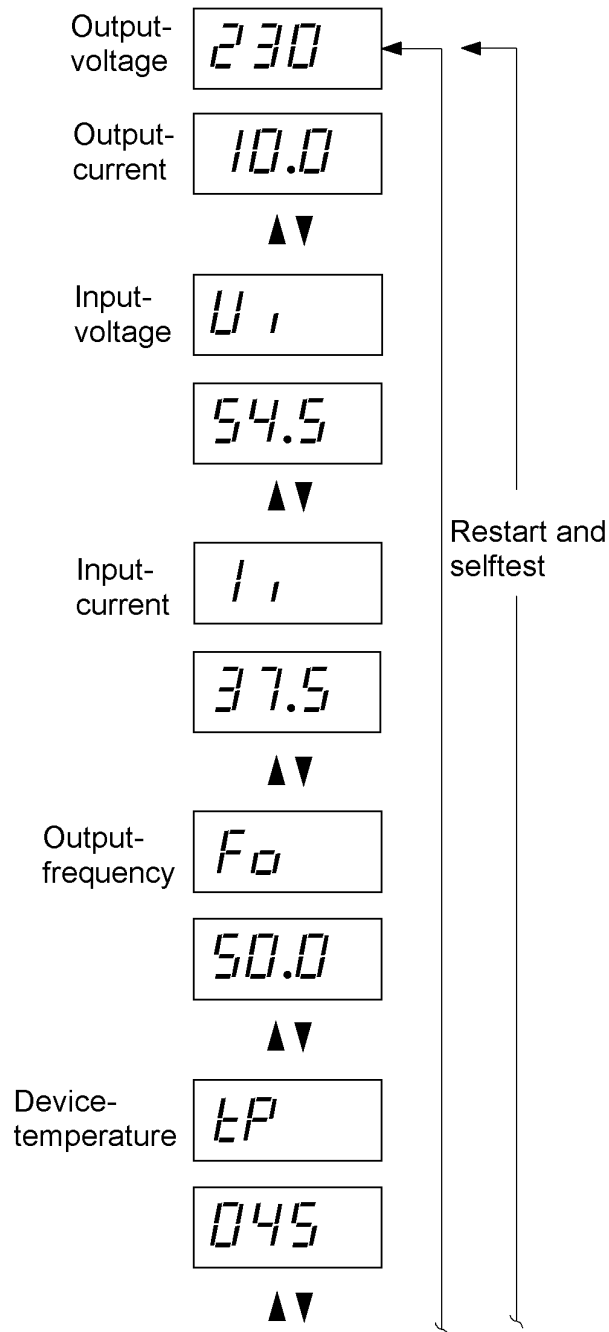 Output-
voltage
230
Output-
current
10.0
▲▼
Input-
voltage
Ui
54.5
▲▼
Restart and
selftest
Input-
current
Ii
37.5
▲▼
Output-
frequency
Fo
50.0
▲▼
Device-
temperature
tP
045
▲▼